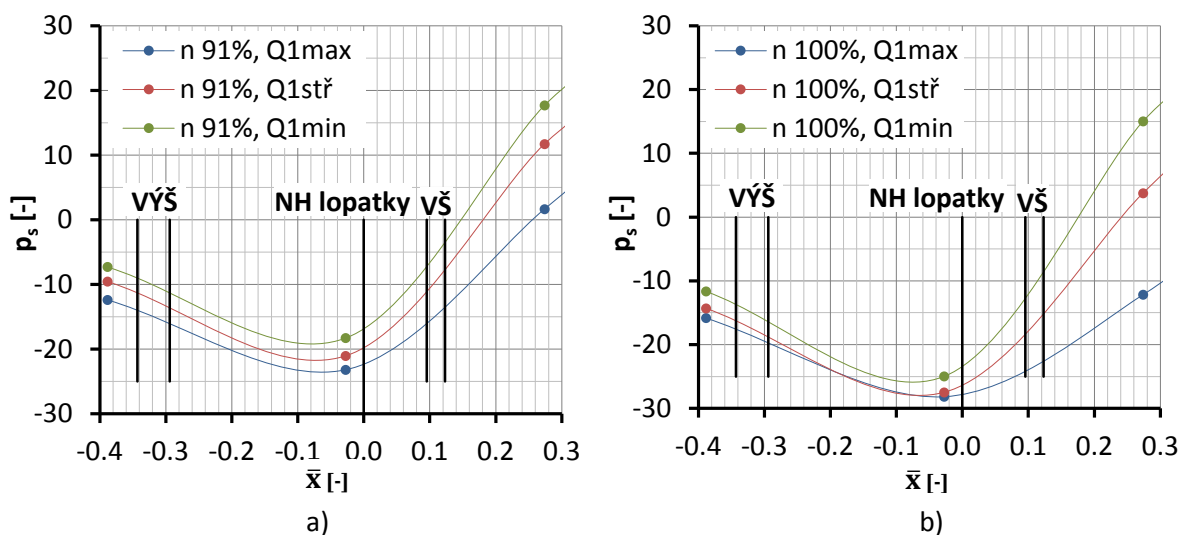 30
20
10
0
-10
-20
-30
p_s [-]
n 91%, Q1max
n 91%, Q1stř
n 91%, Q1min
VÝŠ
NH lopatky
VŠ
-0.4 -0.3 -0.2 -0.1 0.0 0.1 0.2 0.3
x̅ [-]
a)
30
20
10
0
-10
-20
-30
p_s [-]
n 100%, Q1max
n 100%, Q1stř
n 100%, Q1min
VÝŠ
NH lopatky
VŠ
-0.4 -0.3 -0.2 -0.1 0.0 0.1 0.2 0.3
x̅ [-]
b)